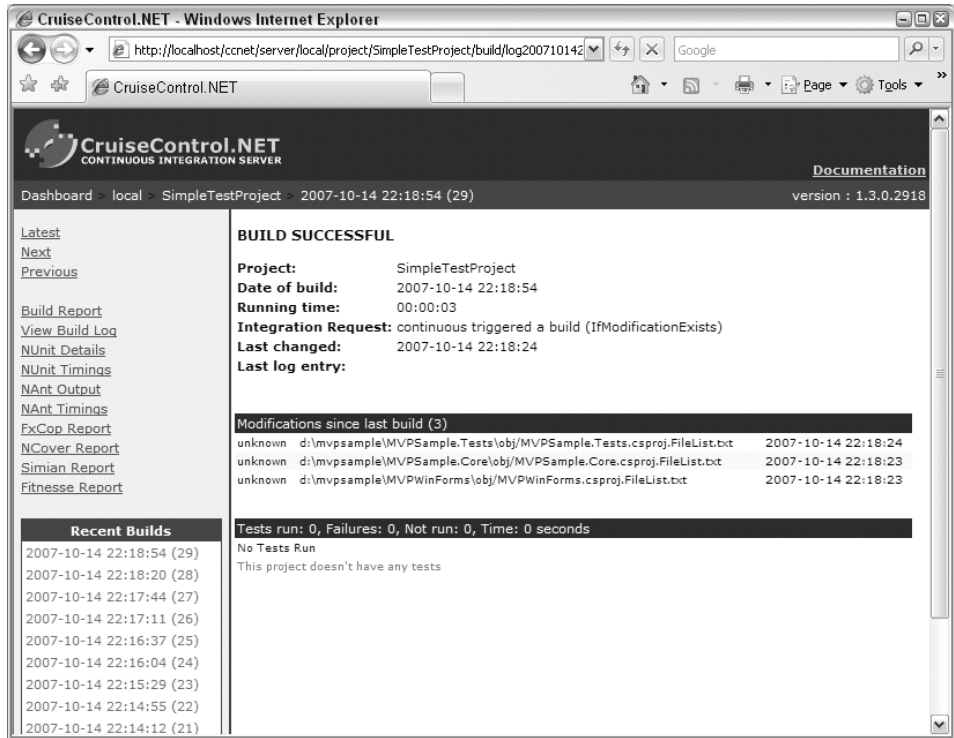 CruiseControl.NET - Windows Internet Explorer
http://localhost/ccnet/server/local/project/SimpleTestProject/build/log200710142
Google
CruiseControl.NET
Page
Tools
»
CruiseControl.NET
CONTINUOUS INTEGRATION SERVER
Documentation
Dashboard > local > SimpleTestProject > 2007-10-14 22:18:54 (29)
version : 1.3.0.2918
Latest
Next
Previous
Build Report
View Build Log
NUnit Details
NUnit Timings
NAnt Output
NAnt Timings
FxCop Report
NCover Report
Simian Report
Fitnesse Report
Recent Builds
2007-10-14 22:18:54 (29)
2007-10-14 22:18:20 (28)
2007-10-14 22:17:44 (27)
2007-10-14 22:17:11 (26)
2007-10-14 22:16:37 (25)
2007-10-14 22:16:04 (24)
2007-10-14 22:15:29 (23)
2007-10-14 22:14:55 (22)
2007-10-14 22:14:12 (21)
BUILD SUCCESSFUL
Project: SimpleTestProject
Date of build: 2007-10-14 22:18:54
Running time: 00:00:03
Integration Request: continuous triggered a build (IfModificationExists)
Last changed: 2007-10-14 22:18:24
Last log entry:
Modifications since last build (3)
unknown d:\mvpsample\MVPSample.Tests\obj/MVPSample.Tests.csproj.FileList.txt 2007-10-14 22:18:24
unknown d:\mvpsample\MVPSample.Core\obj/MVPSample.Core.csproj.FileList.txt 2007-10-14 22:18:23
unknown d:\mvpsample\MVPWinForms\obj/MVPWinForms.csproj.FileList.txt 2007-10-14 22:18:23
Tests run: 0, Failures: 0, Not run: 0, Time: 0 seconds
No Tests Run
This project doesn't have any tests